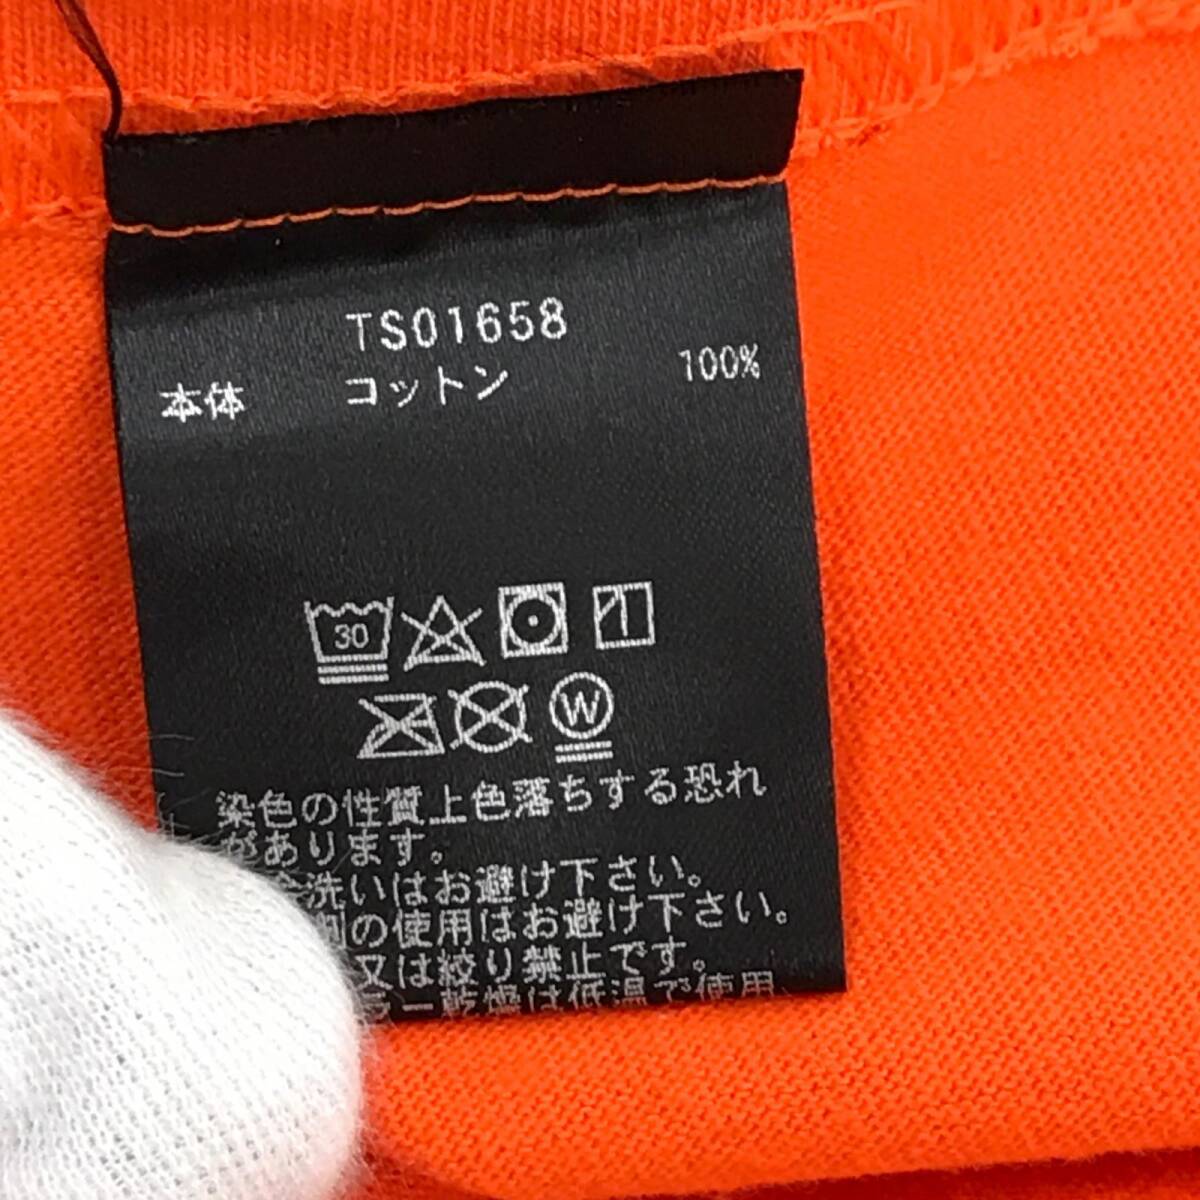 TS01658
本体 コットン 100%
30
W
染色の性質上色落ちする恐れ
があります。
洗いはお避け下さい。
剤の使用はお避け下さい。
又は絞り禁止です。
ラー乾燥は低温で使用、